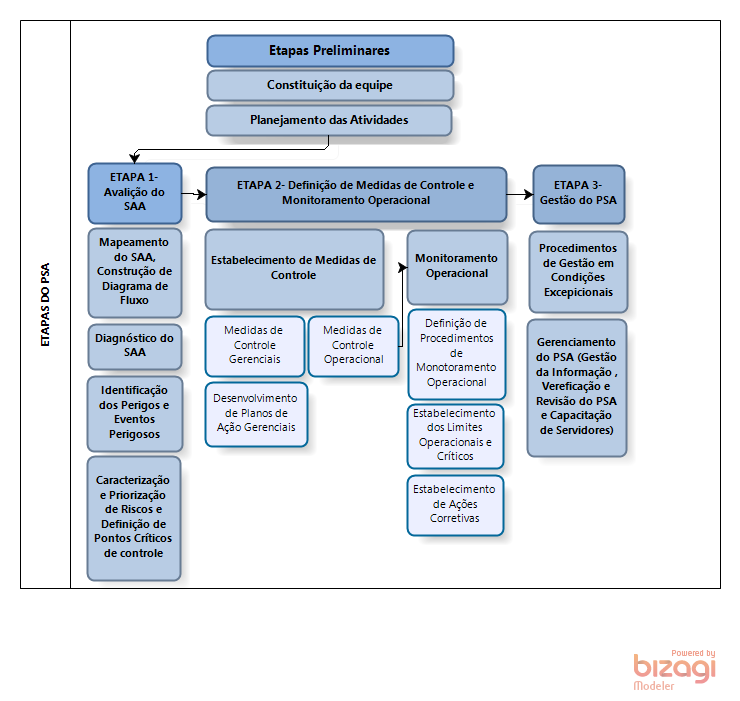 ETAPAS DO PSA
Etapas Preliminares
Constituição da equipe
Planejamento das Atividades
ETAPA 1-
Avalição do
SAA
Mapeamento
do SAA,
Construção de
Diagrama de
Fluxo
Diagnóstico do
SAA
Identificação
dos Perigos e
Eventos
Perigosos
Caracterização
e Priorização
de Riscos e
Definição de
Pontos Críticos
de controle
ETAPA 2- Definição de Medidas de Controle e
Monitoramento Operacional
Estabelecimento de Medidas de
Controle
Medidas de
Controle
Gerenciais
Desenvolvimento
de Planos de
Ação Gerenciais
Medidas de
Controle
Operacional
Monitoramento
Operacional
Definição de
Procedimentos
de
Monotoramento
Operacional
Estabelecimento
dos Limites
Operacionais e
Críticos
Estabelecimento
de Ações
Corretivas
ETAPA 3-
Gestão do PSA
Procedimentos
de Gestão em
Condições
Excepicionais
Gerenciamento
do PSA (Gestão
da Informação ,
Vereficação e
Revisão do PSA
e Capacitação
de Servidores)
Powered by
bizagi
Modeler